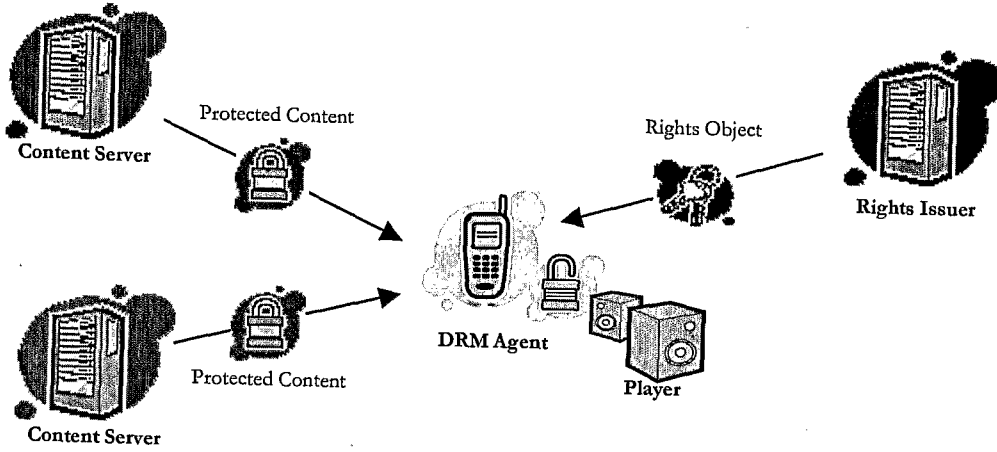 Protected Content
Content Server
Rights Object
Rights Issuer
DRM Agent
Protected Content
Player
Content Server